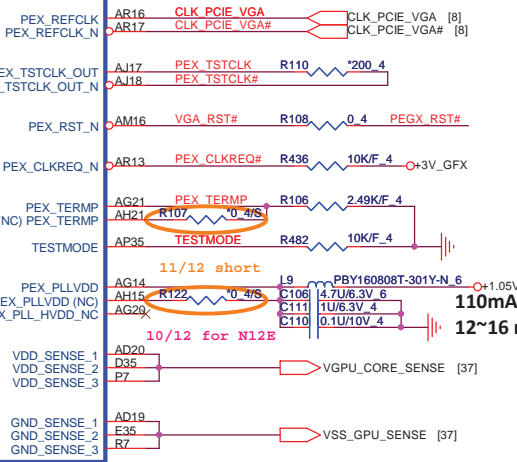 PEX_REFCLK AR16 CLK_PCIE_VGA CLK_PCIE_VGA [8]
PEX_REFCLK_N AR17 CLK_PCIE_VGA# CLK_PCIE_VGA# [8]
EX_TSTCLK_OUT AJ17 PEX_TSTCLK R110 *200_4
_TSTCLK_OUT_N AJ18 PEX_TSTCLK#
PEX_RST_N AM16 VGA_RST# R108 0_4 PEGX_RST#
PEX_CLKREQ_N AR13 PEX_CLKREQ# R436 10K/F_4 +3V_GFX
PEX_TERMP AG21 PEX_TERMP R106 2.49K/F_4
(NC) PEX_TERMP AH21 R107 *0_4/S
TESTMODE AP35 TESTMODE R482 10K/F_4
11/12 short
PEX_PLLVDD AG14 L9 PBY160808T-301Y-N_6 +1.05V
EX_PLLVDD (NC) AH15 R122 *0_4/S C106 4.7U/6.3V_6 110mA
X_PLL_HVDD_NC AG20 C111 1U/6.3V_4
C110 0.1U/10V_4 12~16
10/12 for N12E
VDD_SENSE_1 AD20
VDD_SENSE_2 D35 VGPU_CORE_SENSE [37]
VDD_SENSE_3 P7
GND_SENSE_1 AD19
GND_SENSE_2 E35 VSS_GPU_SENSE [37]
GND_SENSE_3 R7